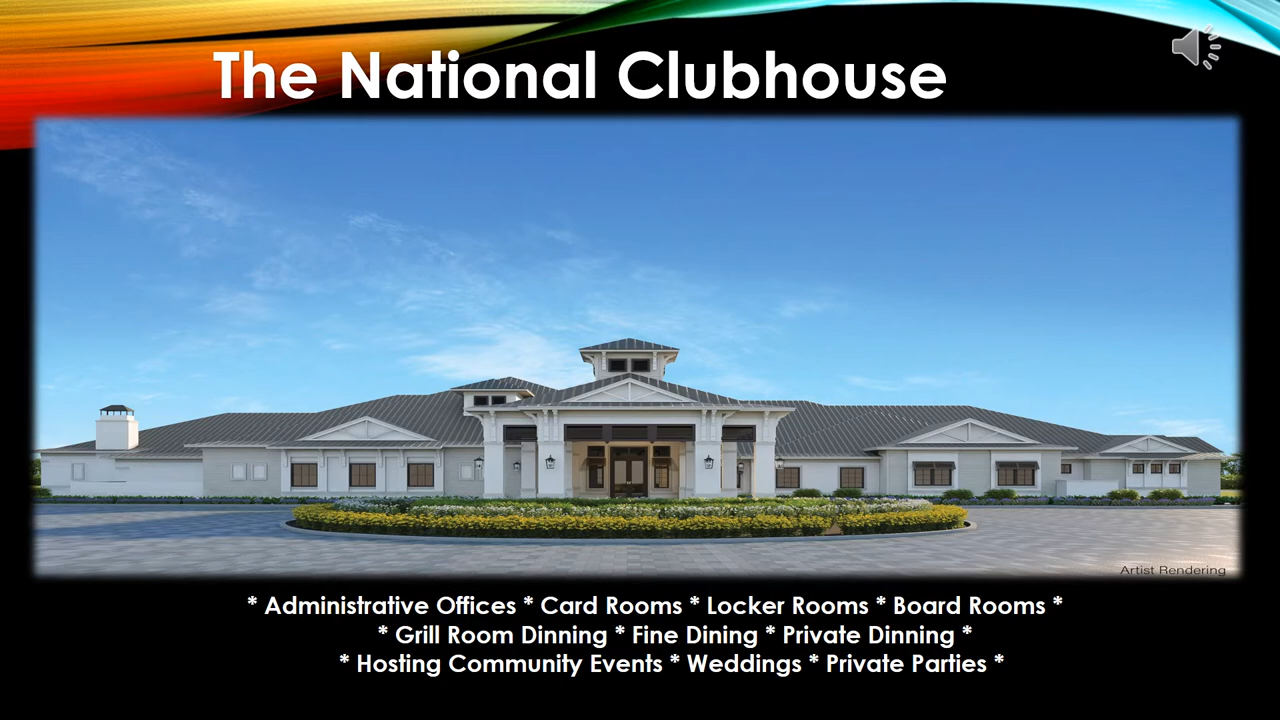 The National Clubhouse
Artist Rendering
* Administrative Offices * Card Rooms * Locker Rooms * Board Rooms *
* Grill Room Dinning * Fine Dining * Private Dinning *
* Hosting Community Events * Weddings * Private Parties *